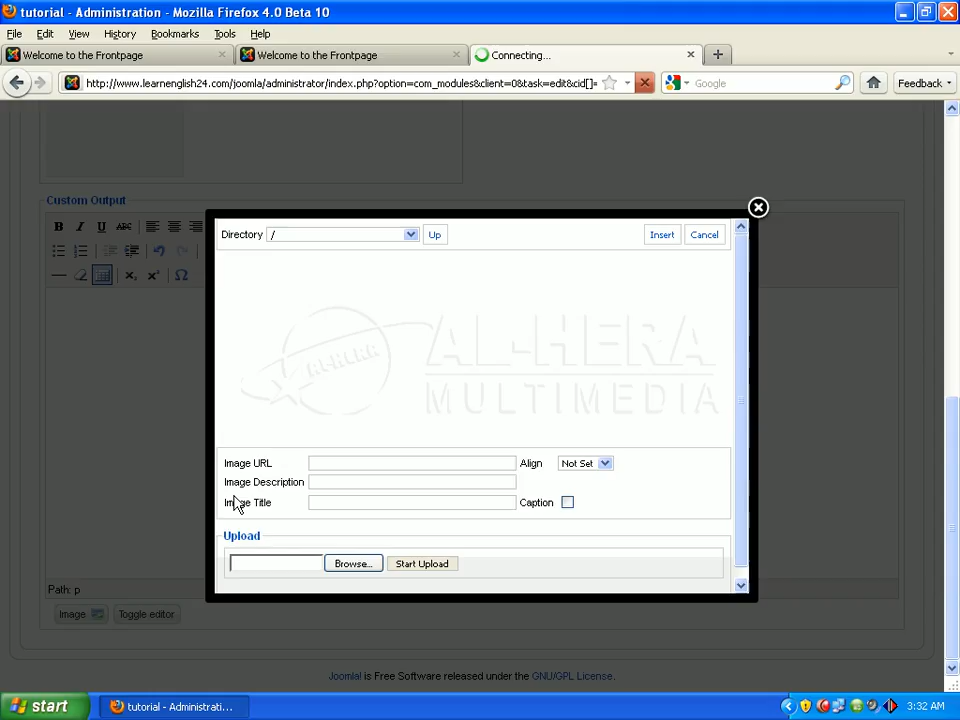 tutorial - Administration - Mozilla Firefox 4.0 Beta 10
File Edit View History Bookmarks Tools Help
Welcome to the Frontpage Welcome to the Frontpage Connecting...
http://www.learnenglish24.com/joomla/administrator/index.php?option=com_modules&client=0&task=edit&cid[]= Google Feedback
Custom Output
B I U ABC
Directory / Up Insert Cancel
AL-HERA AL-HERA
MULTIMEDIA
Image URL Align Not Set
Image Description
Image Title Caption
Upload
Browse... Start Upload
Path: p
Image Toggle editor
Joomla! is Free Software released under the GNU/GPL License.
start tutorial - Administrati... 3:32 AM